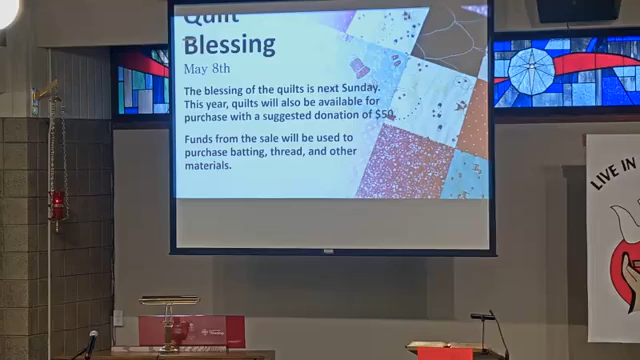 Quilt
Blessing
May 8th
The blessing of the quilts is next Sunday.
This year, quilts will also be available for
purchase with a suggested donation of $50.
Funds from the sale will be used to
purchase batting, thread, and other
materials.
LIVE IN